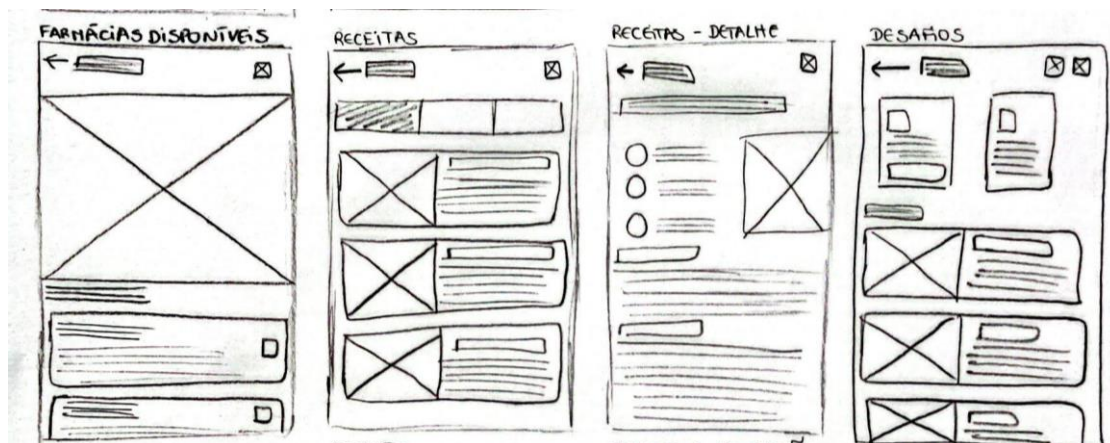 FARMÁCIAS DISPONÍVEIS
RECEITAS
RECEITAS - DETALHE
DESAFIOS